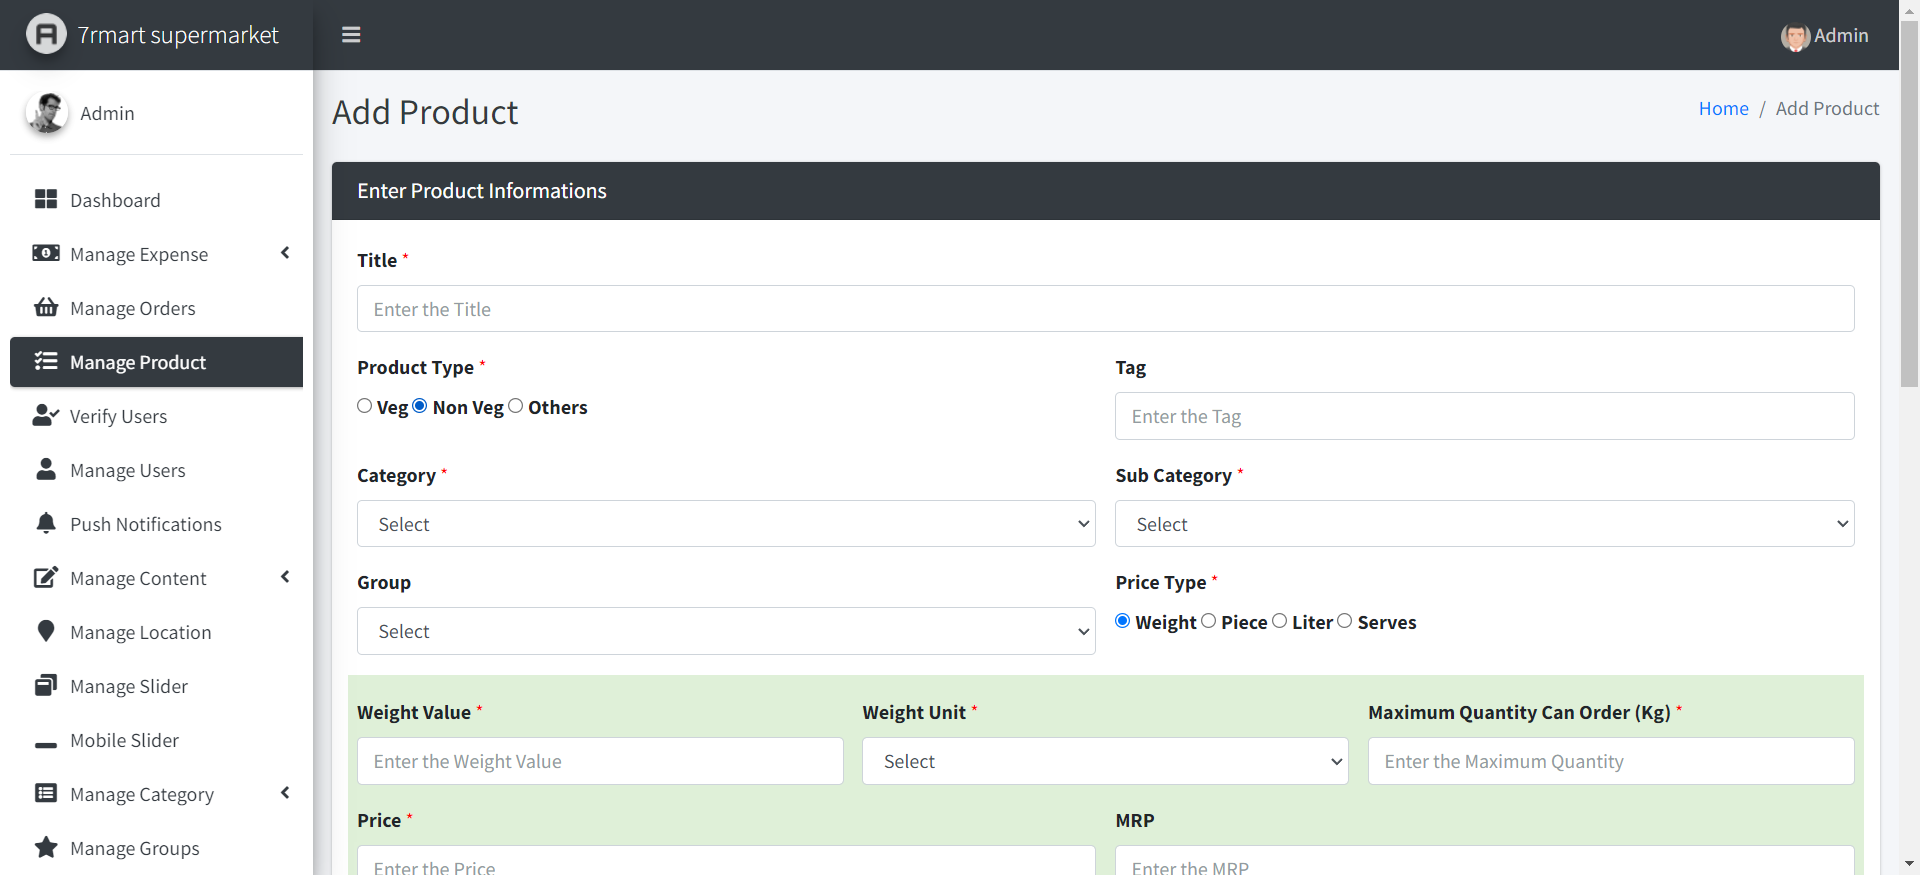 7rmart supermarket
Admin
Admin
Dashboard
Manage Expense
Manage Orders
Manage Product
Verify Users
Manage Users
Push Notifications
Manage Content
Manage Location
Manage Slider
Mobile Slider
Manage Category
Manage Groups
Add Product
Home / Add Product
Enter Product Informations
Title *
Enter the Title
Product Type *
Veg Non Veg Others
Tag
Enter the Tag
Category *
Select
Sub Category *
Select
Group
Select
Price Type *
Weight Piece Liter Serves
Weight Value *
Enter the Weight Value
Weight Unit *
Select
Maximum Quantity Can Order (Kg) *
Enter the Maximum Quantity
Price *
Enter the Price
MRP
Enter the MRP